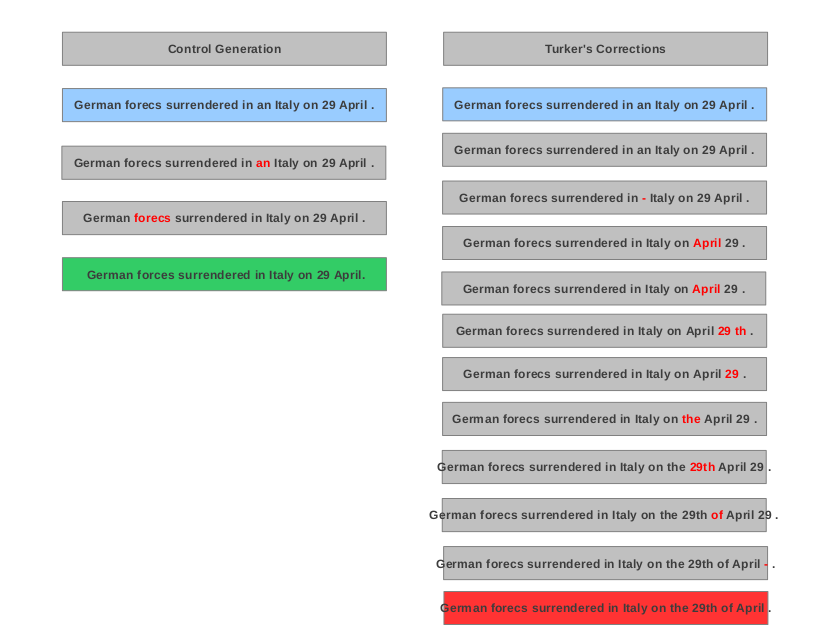 Control Generation
German forecs surrendered in an Italy on 29 April .
German forecs surrendered in an Italy on 29 April .
German forecs surrendered in Italy on 29 April .
German forces surrendered in Italy on 29 April.
Turker's Corrections
German forecs surrendered in an Italy on 29 April .
German forecs surrendered in an Italy on 29 April .
German forecs surrendered in - Italy on 29 April .
German forecs surrendered in Italy on April 29 .
German forecs surrendered in Italy on April 29 .
German forecs surrendered in Italy on April 29 th .
German forecs surrendered in Italy on April 29 .
German forecs surrendered in Italy on the April 29 .
German forecs surrendered in Italy on the 29th April 29 .
German forecs surrendered in Italy on the 29th of April 29 .
German forecs surrendered in Italy on the 29th of April - .
German forecs surrendered in Italy on the 29th of April .